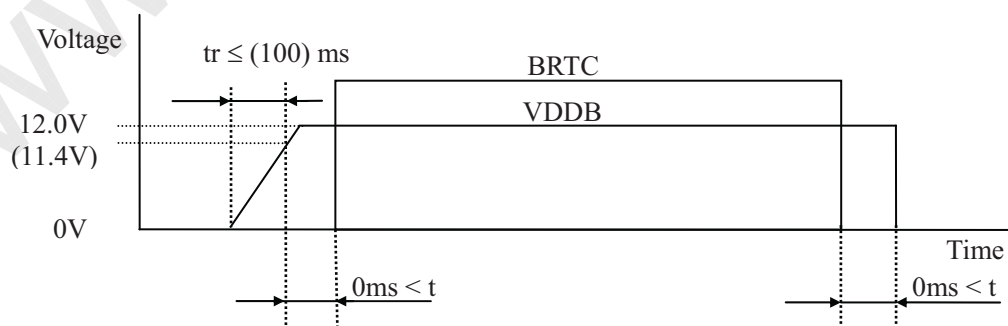 Voltage
tr ≤ (100) ms
BRTC
VDDB
12.0V
(11.4V)
0V
Time
0ms < t
0ms < t